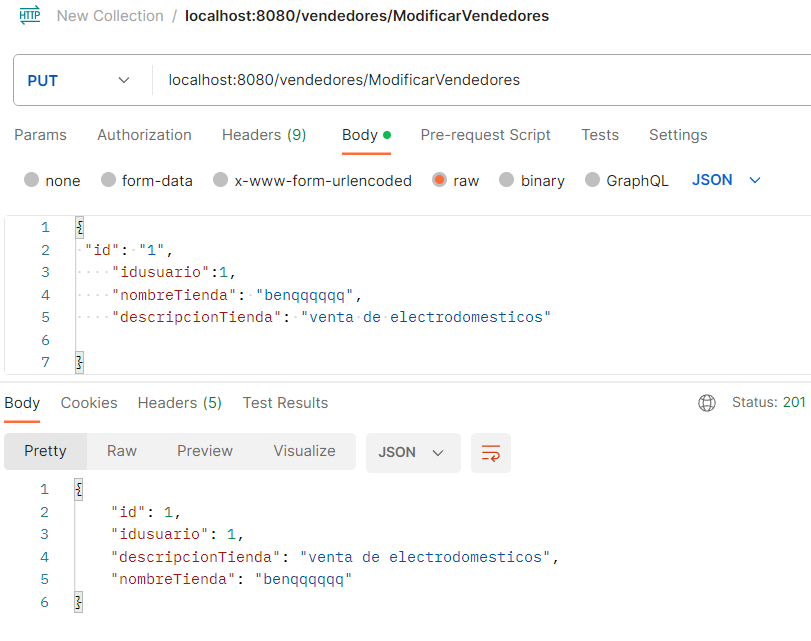 HTTP New Collection / localhost:8080/vendedores/ModificarVendedores
PUT localhost:8080/vendedores/ModificarVendedores
Params Authorization Headers (9) Body Pre-request Script Tests Settings
none form-data x-www-form-urlencoded raw binary GraphQL JSON
1 {
2 "id": "1",
3 "idusuario":1,
4 "nombreTienda": "benqqqqqq",
5 "descripcionTienda": "venta de electrodomesticos"
6
7 }
Body Cookies Headers (5) Test Results Status: 201
Pretty Raw Preview Visualize JSON
1 {
2 "id": 1,
3 "idusuario": 1,
4 "descripcionTienda": "venta de electrodomesticos",
5 "nombreTienda": "benqqqqqq"
6 }